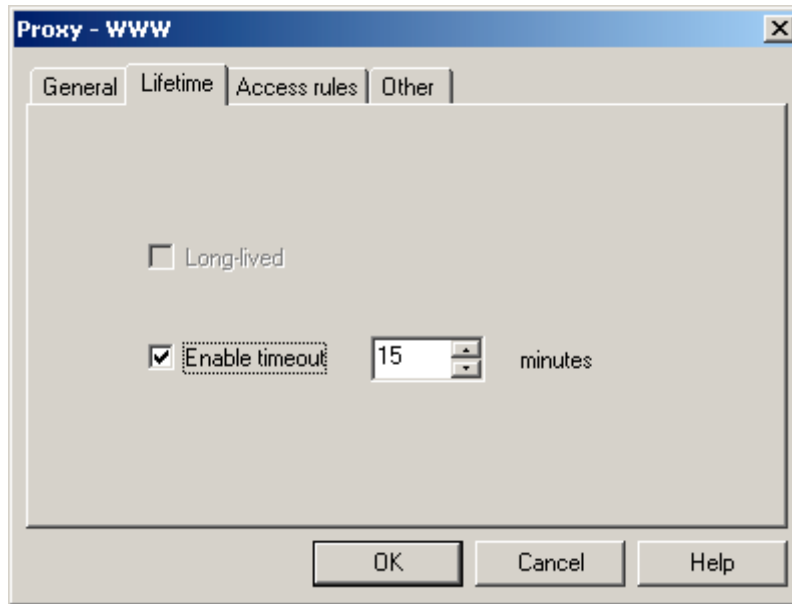 Proxy - WWW
General Lifetime Access rules Other
Long-lived
Enable timeout 15 minutes
OK Cancel Help